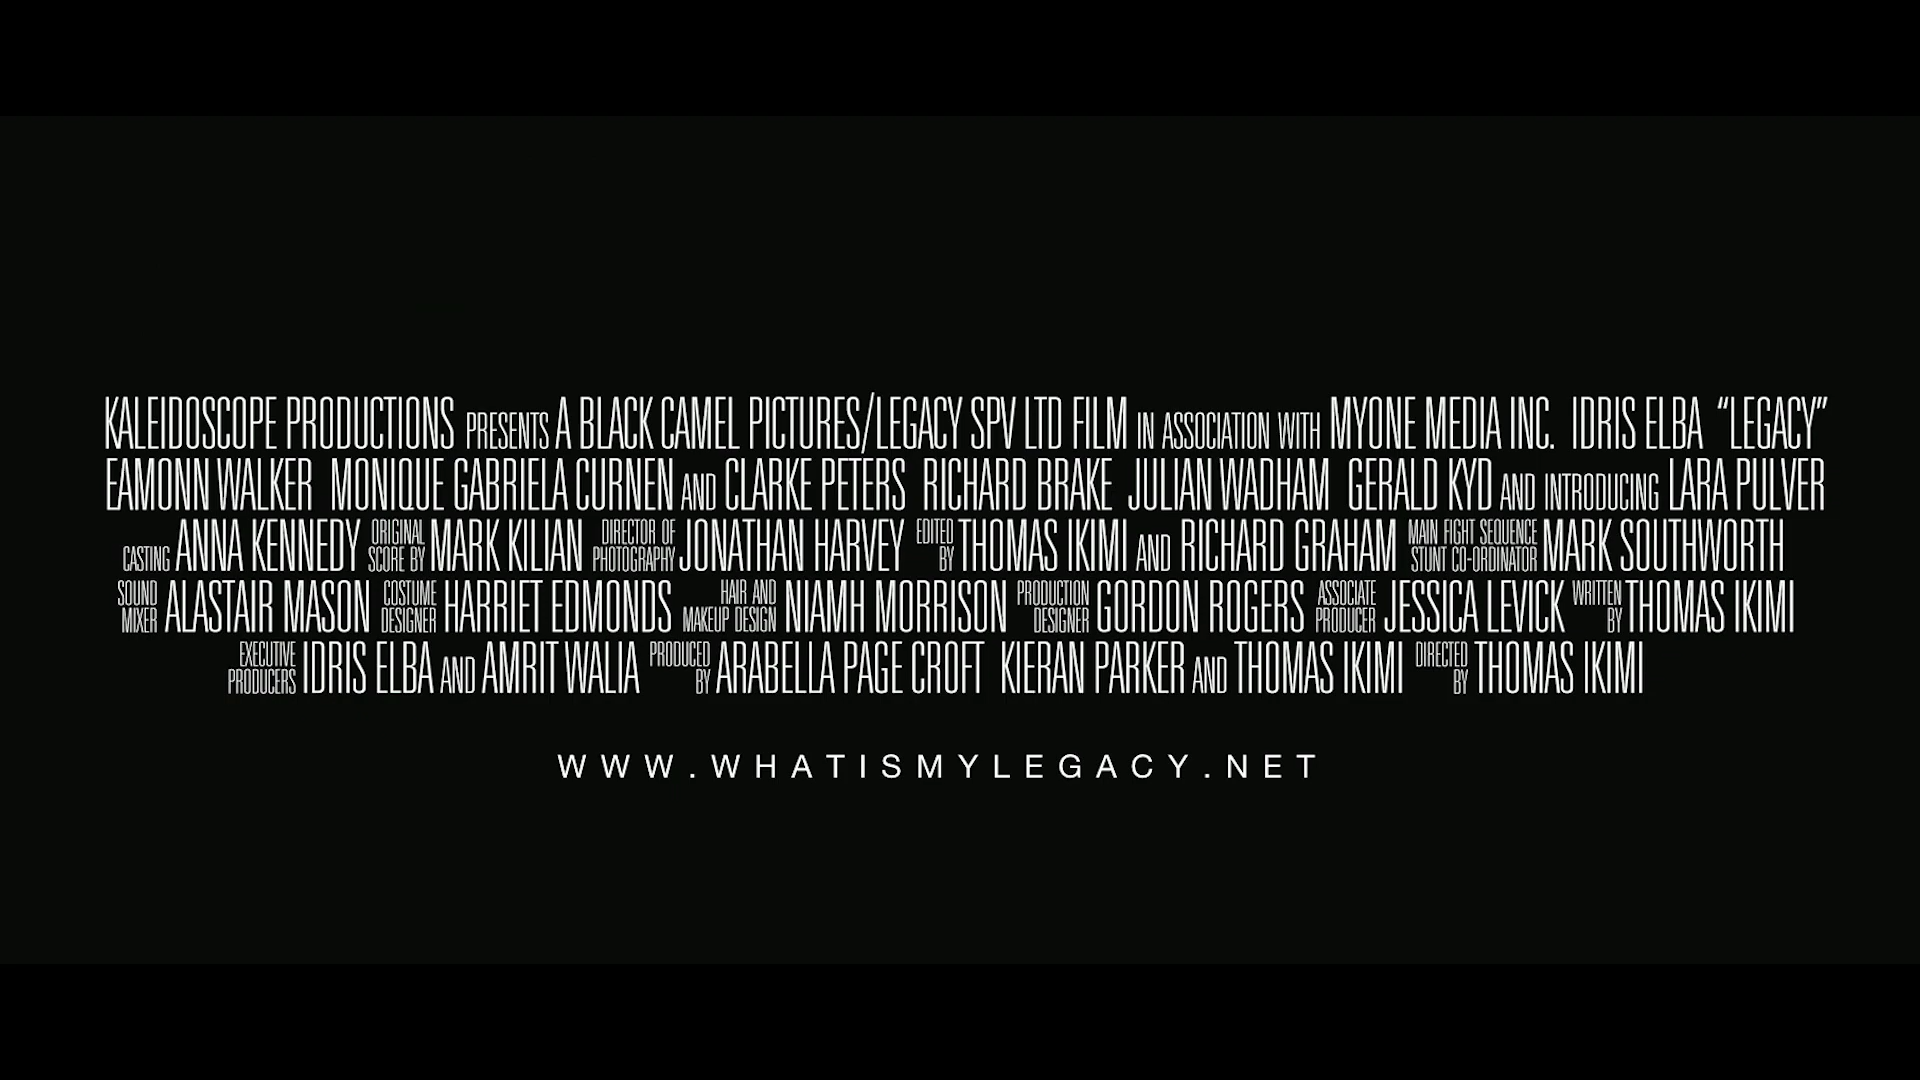 KALEIDOSCOPE PRODUCTIONS PRESENTS A BLACK CAMEL PICTURES/LEGACY SPV LTD FILM IN ASSOCIATION WITH MYONE MEDIA INC. IDRIS ELBA “LEGACY”
EAMONN WALKER MONIQUE GABRIELA CURNEN AND CLARKE PETERS RICHARD BRAKE JULIAN WADHAM GERALD KYD AND INTRODUCING LARA PULVER
CASTING ANNA KENNEDY ORIGINAL SCORE BY MARK KILIAN DIRECTOR OF PHOTOGRAPHY JONATHAN HARVEY EDITED BY THOMAS IKIMI AND RICHARD GRAHAM MAIN FIGHT SEQUENCE STUNT CO-ORDINATOR MARK SOUTHWORTH
SOUND MIXER ALASTAIR MASON COSTUME DESIGNER HARRIET EDMONDS HAIR AND MAKEUP DESIGN NIAMH MORRISON PRODUCTION DESIGNER GORDON ROGERS ASSOCIATE PRODUCER JESSICA LEVICK WRITTEN BY THOMAS IKIMI
EXECUTIVE PRODUCERS IDRIS ELBA AND AMRIT WALIA PRODUCED BY ARABELLA PAGE CROFT KIERAN PARKER AND THOMAS IKIMI DIRECTED BY THOMAS IKIMI
WWW.WHATISMYLEGACY.NET